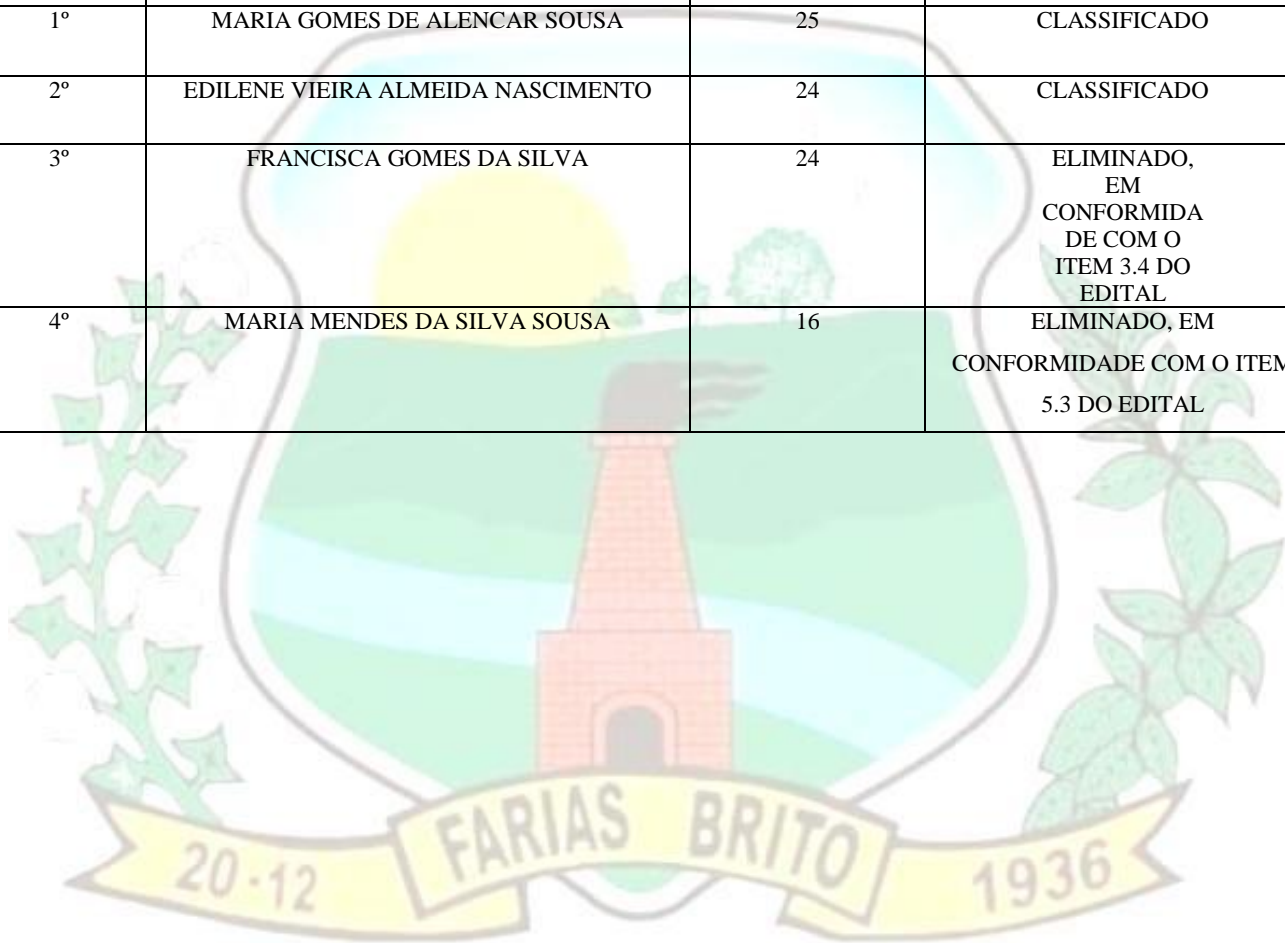 1º MARIA GOMES DE ALENCAR SOUSA 25 CLASSIFICADO
2º EDILENE VIEIRA ALMEIDA NASCIMENTO 24 CLASSIFICADO
3º FRANCISCA GOMES DA SILVA 24 ELIMINADO,
EM
CONFORMIDA
DE COM O
ITEM 3.4 DO
EDITAL
4º MARIA MENDES DA SILVA SOUSA 16 ELIMINADO, EM
CONFORMIDADE COM O ITEM
5.3 DO EDITAL
FARIAS BRITO
20-12 1936